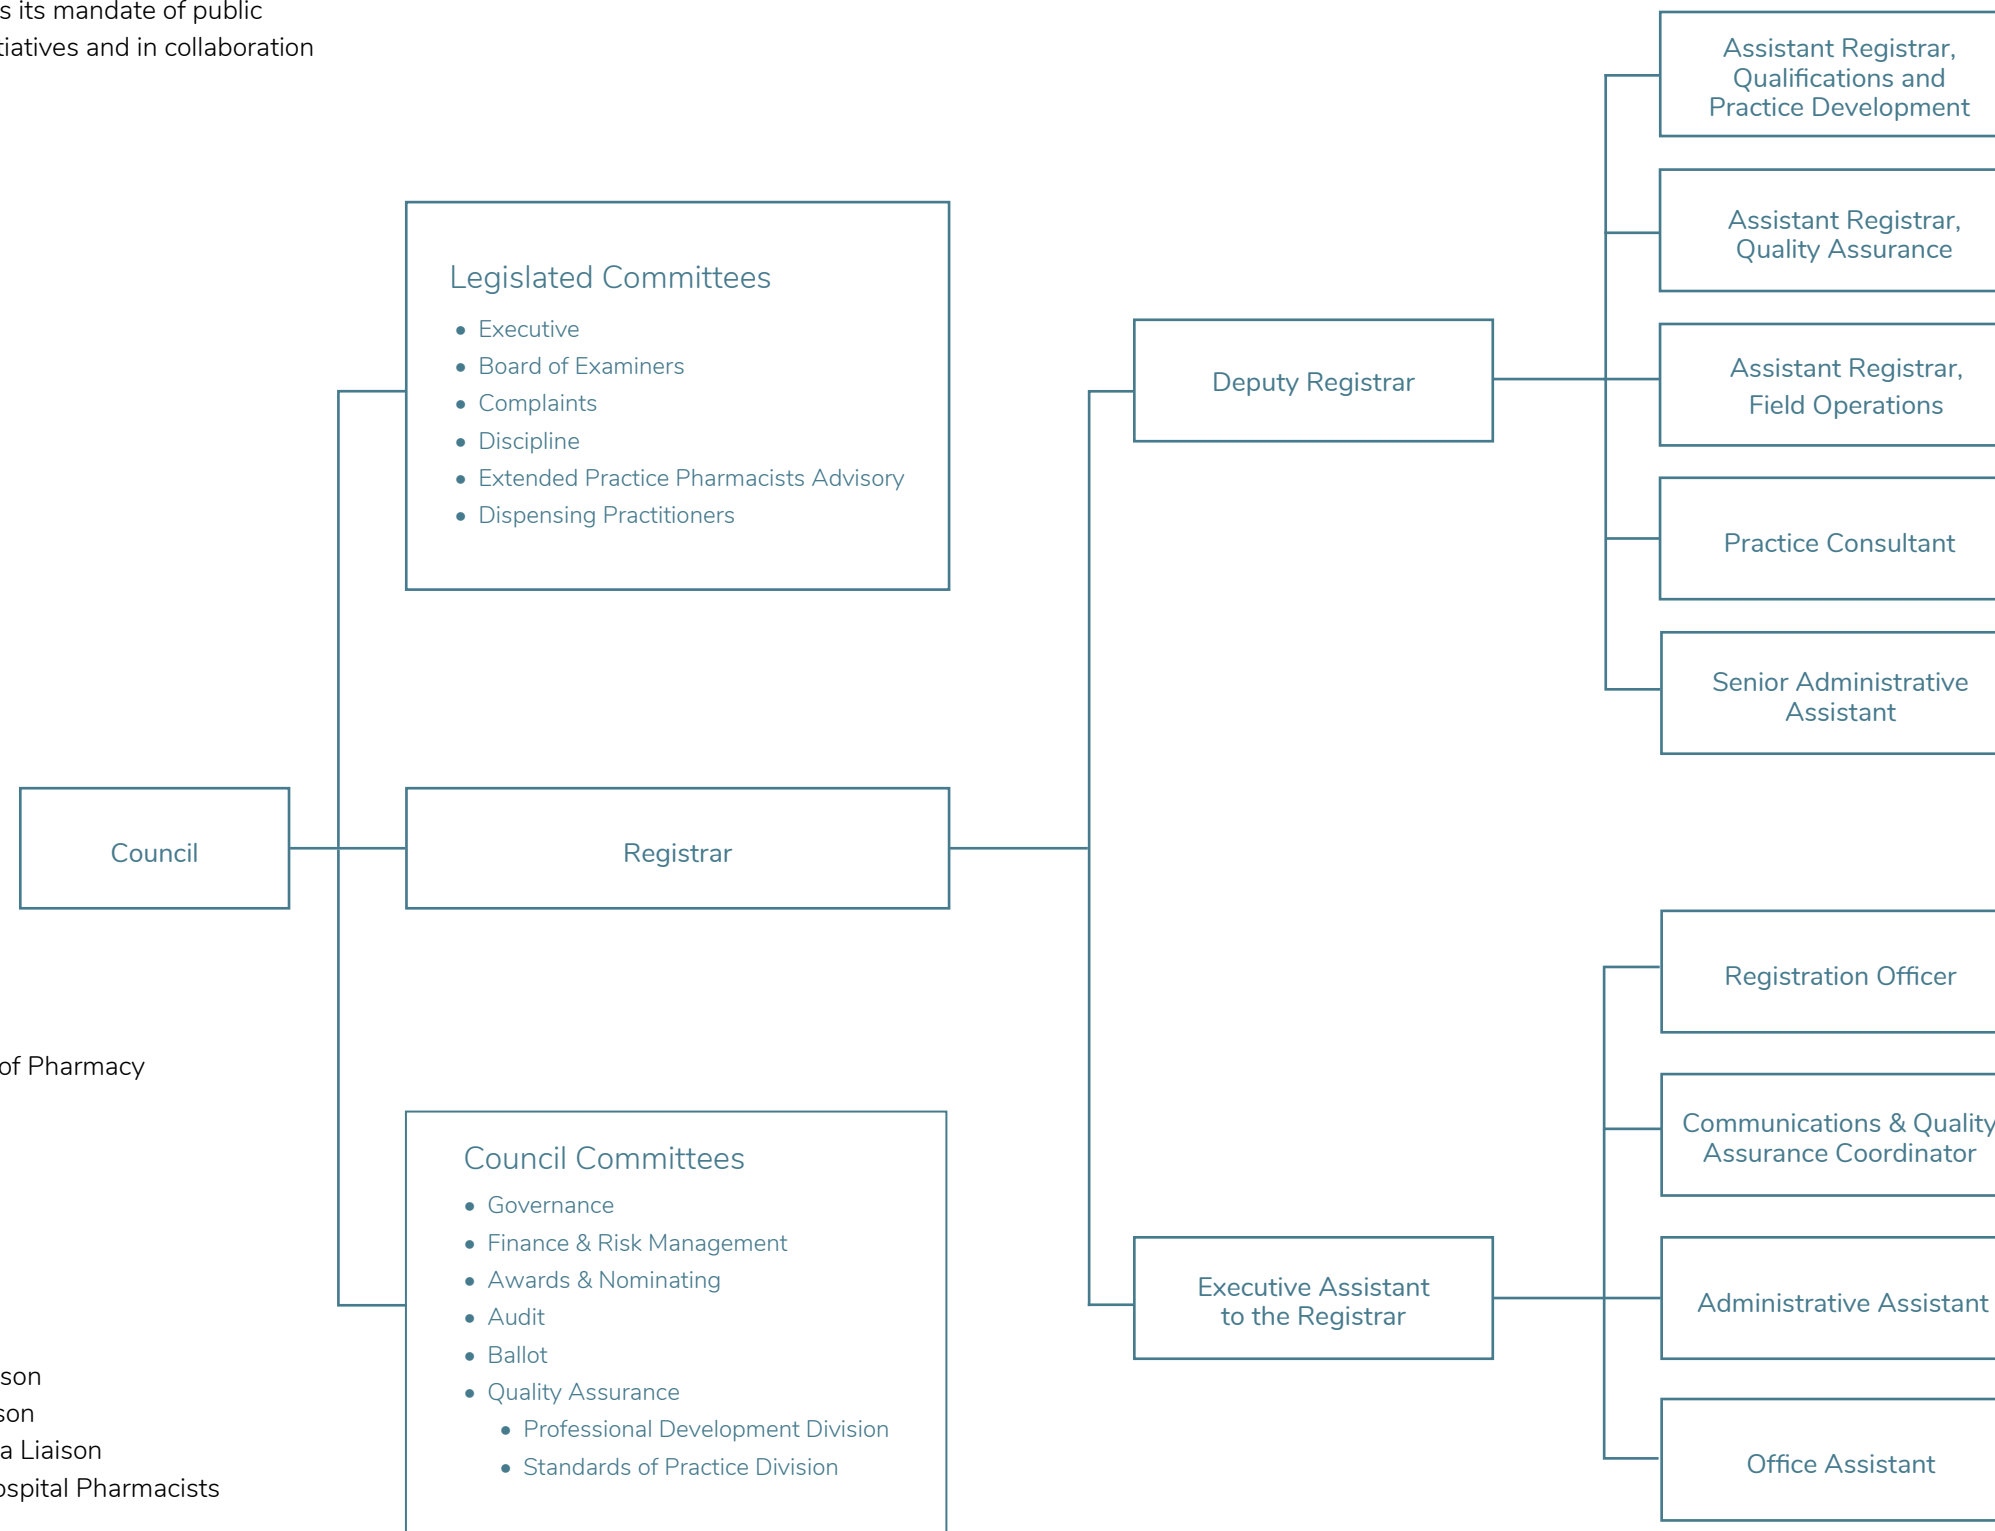 s its mandate of public
tiatives and in collaboration
of Pharmacy
son
son
a Liaison
ospital Pharmacists
Council
Legislated Committees
• Executive
• Board of Examiners
• Complaints
• Discipline
• Extended Practice Pharmacists Advisory
• Dispensing Practitioners
Registrar
Council Committees
• Governance
• Finance & Risk Management
• Awards & Nominating
• Audit
• Ballot
• Quality Assurance
• Professional Development Division
• Standards of Practice Division
Deputy Registrar
Executive Assistant
to the Registrar
Assistant Registrar,
Qualifications and
Practice Development
Assistant Registrar,
Quality Assurance
Assistant Registrar,
Field Operations
Practice Consultant
Senior Administrative
Assistant
Registration Officer
Communications & Quality
Assurance Coordinator
Administrative Assistant
Office Assistant